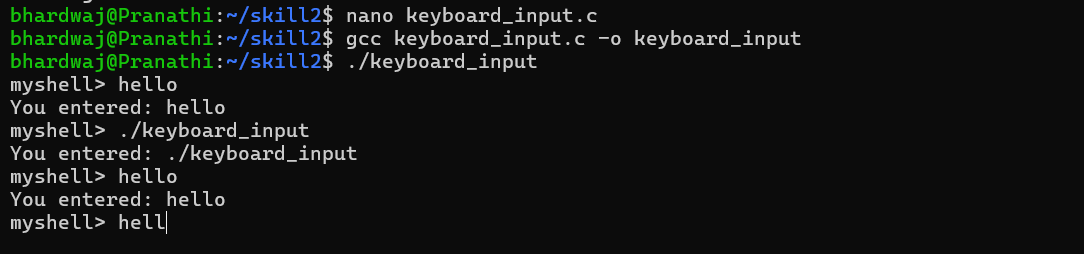 bhardwaj@Pranathi:~/skill2$ nano keyboard_input.c
bhardwaj@Pranathi:~/skill2$ gcc keyboard_input.c -o keyboard_input
bhardwaj@Pranathi:~/skill2$ ./keyboard_input
myshell> hello
You entered: hello
myshell> ./keyboard_input
You entered: ./keyboard_input
myshell> hello
You entered: hello
myshell> hell